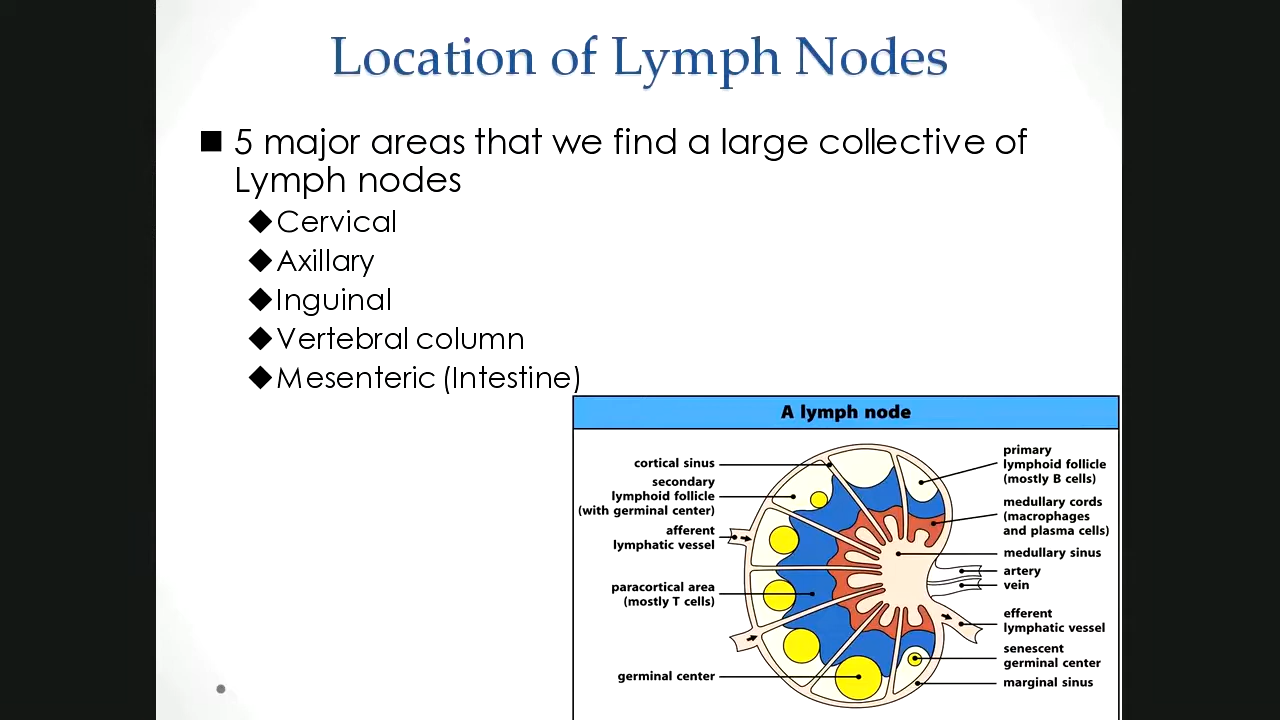 Location of Lymph Nodes
5 major areas that we find a large collective of
Lymph nodes
Cervical
Axillary
Inguinal
Vertebral column
Mesenteric (Intestine)
A lymph node
cortical sinus
secondary
lymphoid follicle
(with germinal center)
afferent
lymphatic vessel
paracortical area
(mostly T cells)
germinal center
primary
lymphoid follicle
(mostly B cells)
medullary cords
(macrophages
and plasma cells)
medullary sinus
artery
vein
efferent
lymphatic vessel
senescent
germinal center
marginal sinus